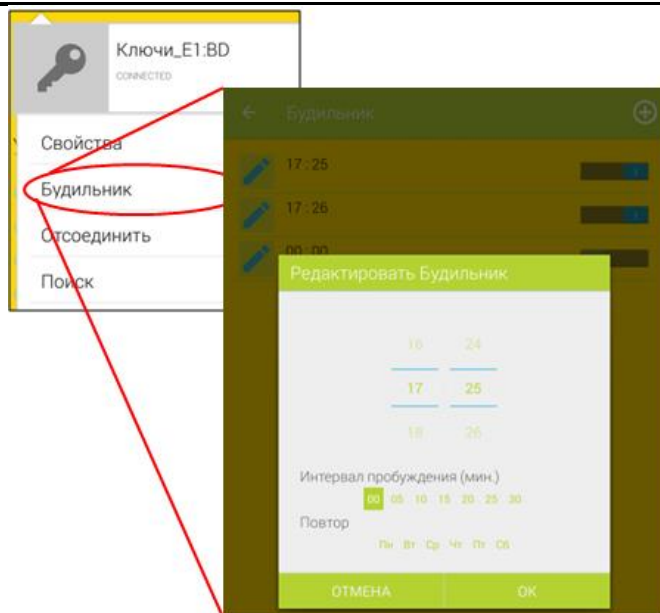 Ключи_E1:BD
CONNECTED
Свойства
Будильник
Отсоединить
Поиск
Будильник
17 : 25
17 : 26
00 : 00
Редактировать Будильник
16 24
17 25
18 26
Интервал пробуждения (мин.)
00 05 10 15 20 25 30
Повтор
Пн Вт Ср Чт Пт Сб
ОТМЕНА OK